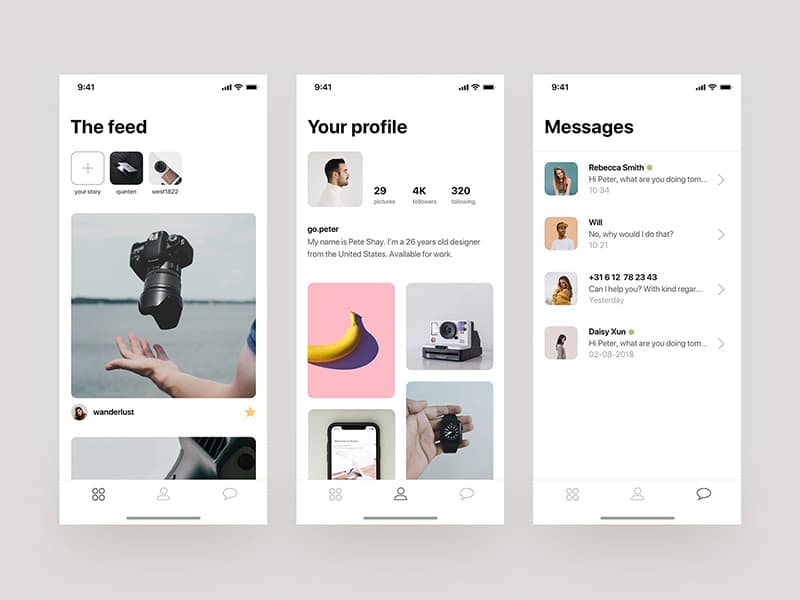 9:41
The feed
your story
quinten
west1822
wanderlust
9:41
Your profile
29
4K
320
pictures
followers
following
go.peter
My name is Pete Shay. I'm a 26 years old designer
from the United States. Available for work.
9:41
Messages
Rebecca Smith
Hi Peter, what are you doing tom...
10:34
Will
No, why would I do that?
10:21
+31 6 12 78 23 43
Can I help you? With kind regar...
Yesterday
Daisy Xun
Hi Peter, what are you doing tom...
02-08-2018